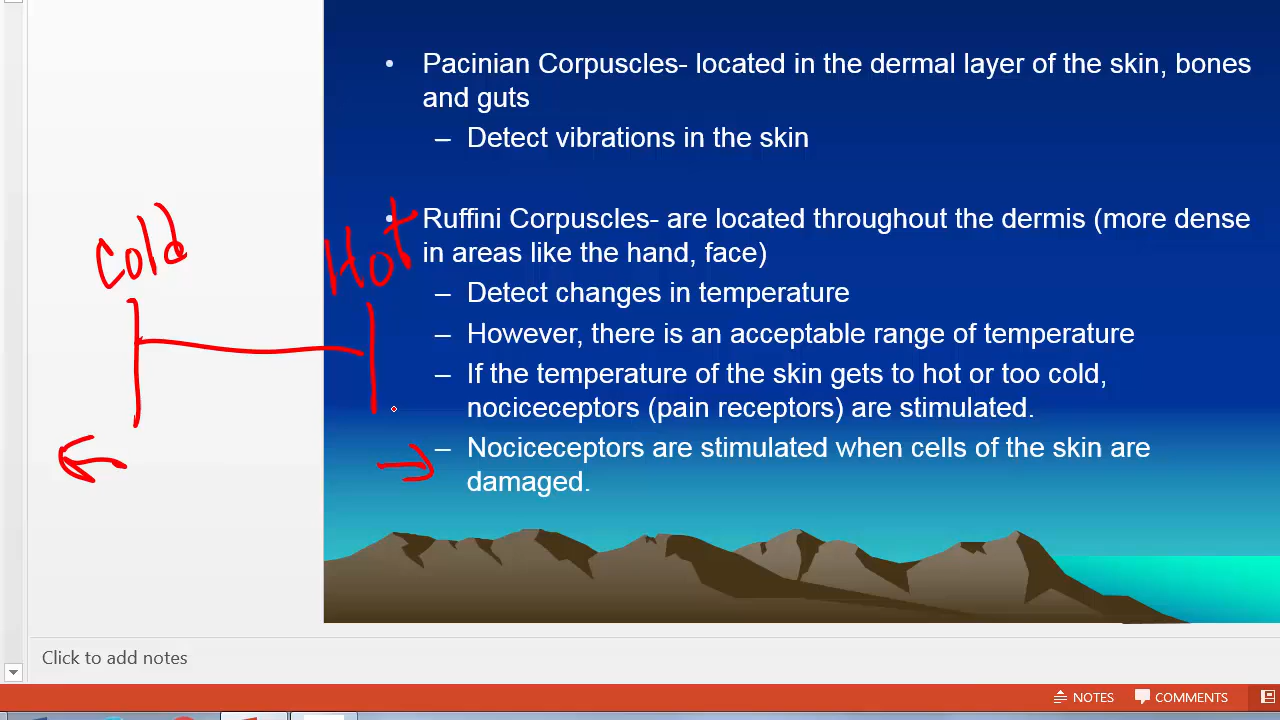 • Pacinian Corpuscles- located in the dermal layer of the skin, bones
and guts
– Detect vibrations in the skin
Cold
Hot
• Ruffini Corpuscles- are located throughout the dermis (more dense
in areas like the hand, face)
– Detect changes in temperature
– However, there is an acceptable range of temperature
– If the temperature of the skin gets to hot or too cold,
nociceceptors (pain receptors) are stimulated.
– Nociceceptors are stimulated when cells of the skin are
damaged.
Click to add notes
NOTES COMMENTS